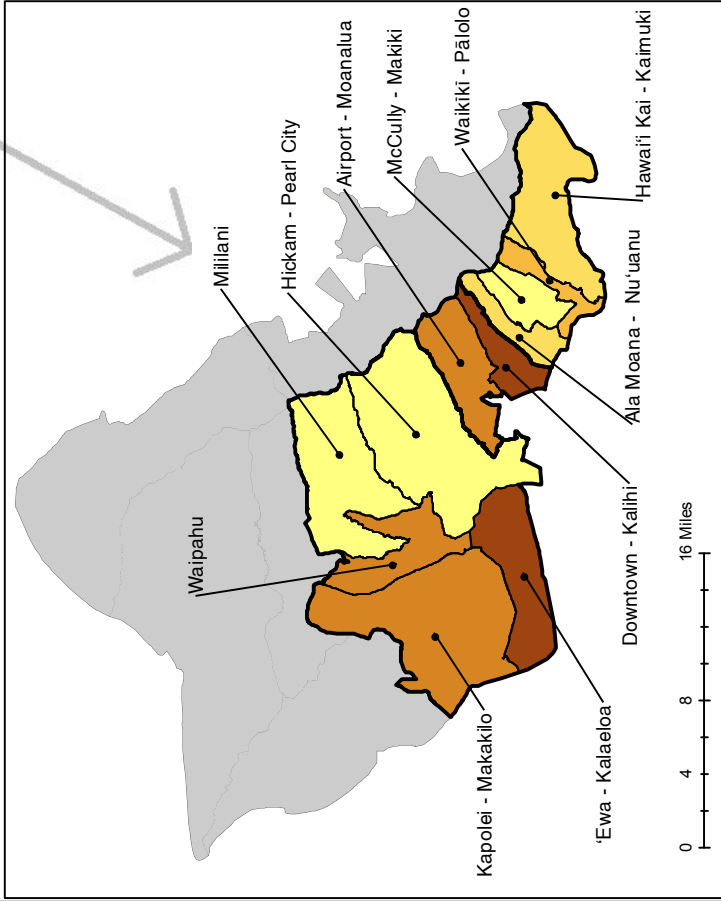 Mililani
Hickam - Pearl City
Airport - Moanalua
McCully - Makiki
Waikiki - Pālolo
Hawai‘i Kai - Kaimuki
Ala Moana - Nu‘uanu
Downtown - Kalihi
Waipahu
Kapolei - Makakilo
‘Ewa - Kalaeloa
0 4 8 16 Miles